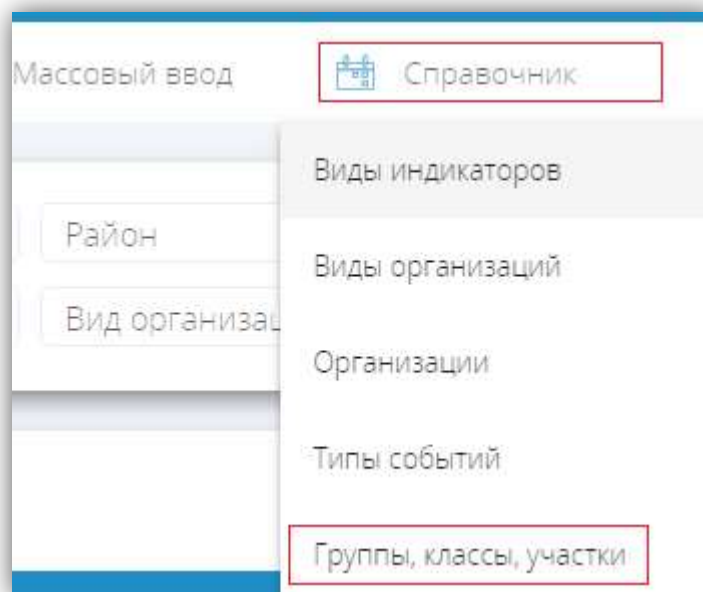 Массовый ввод
Справочник
Виды индикаторов
Район
Виды организаций
Вид организац
Организации
Типы событий
Группы, классы, участки